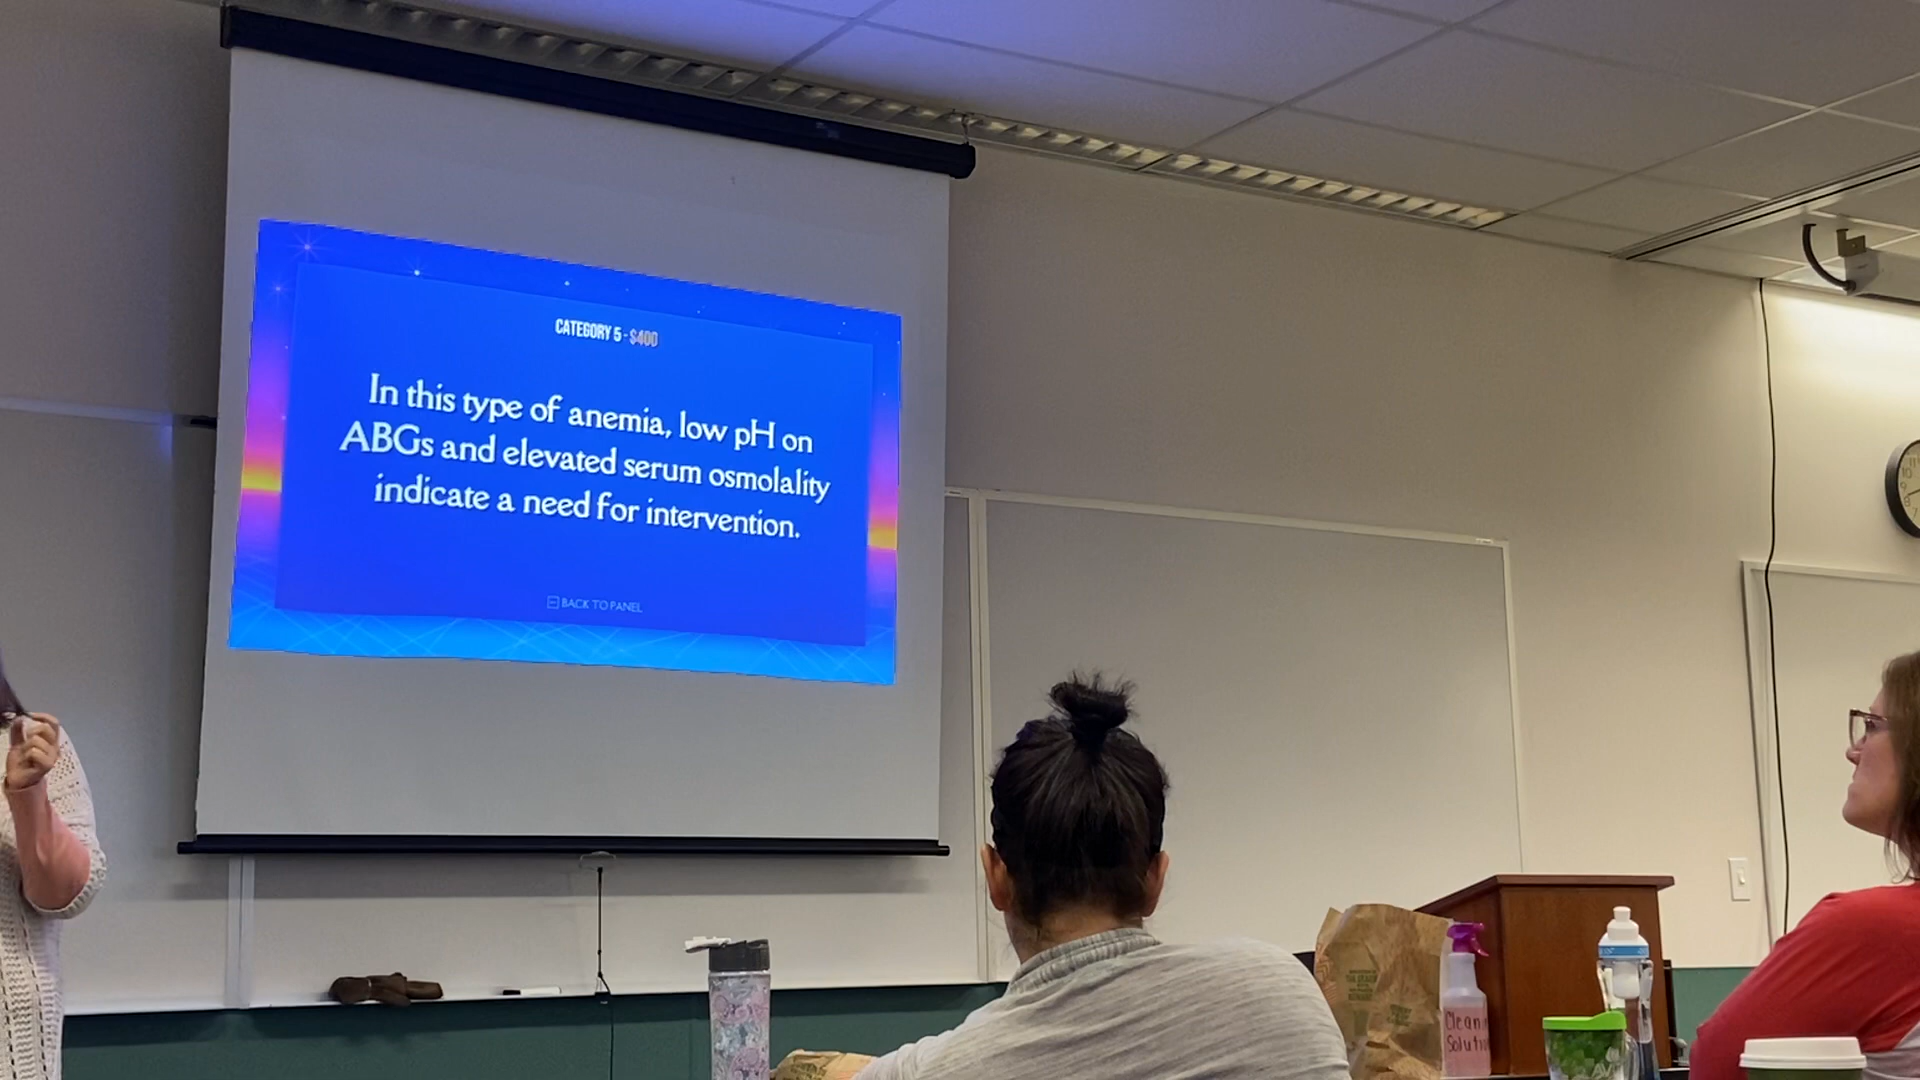 CATEGORY 5 - $400
In this type of anemia, low pH on
ABGs and elevated serum osmolality
indicate a need for intervention.
BACK TO PANEL
Solution